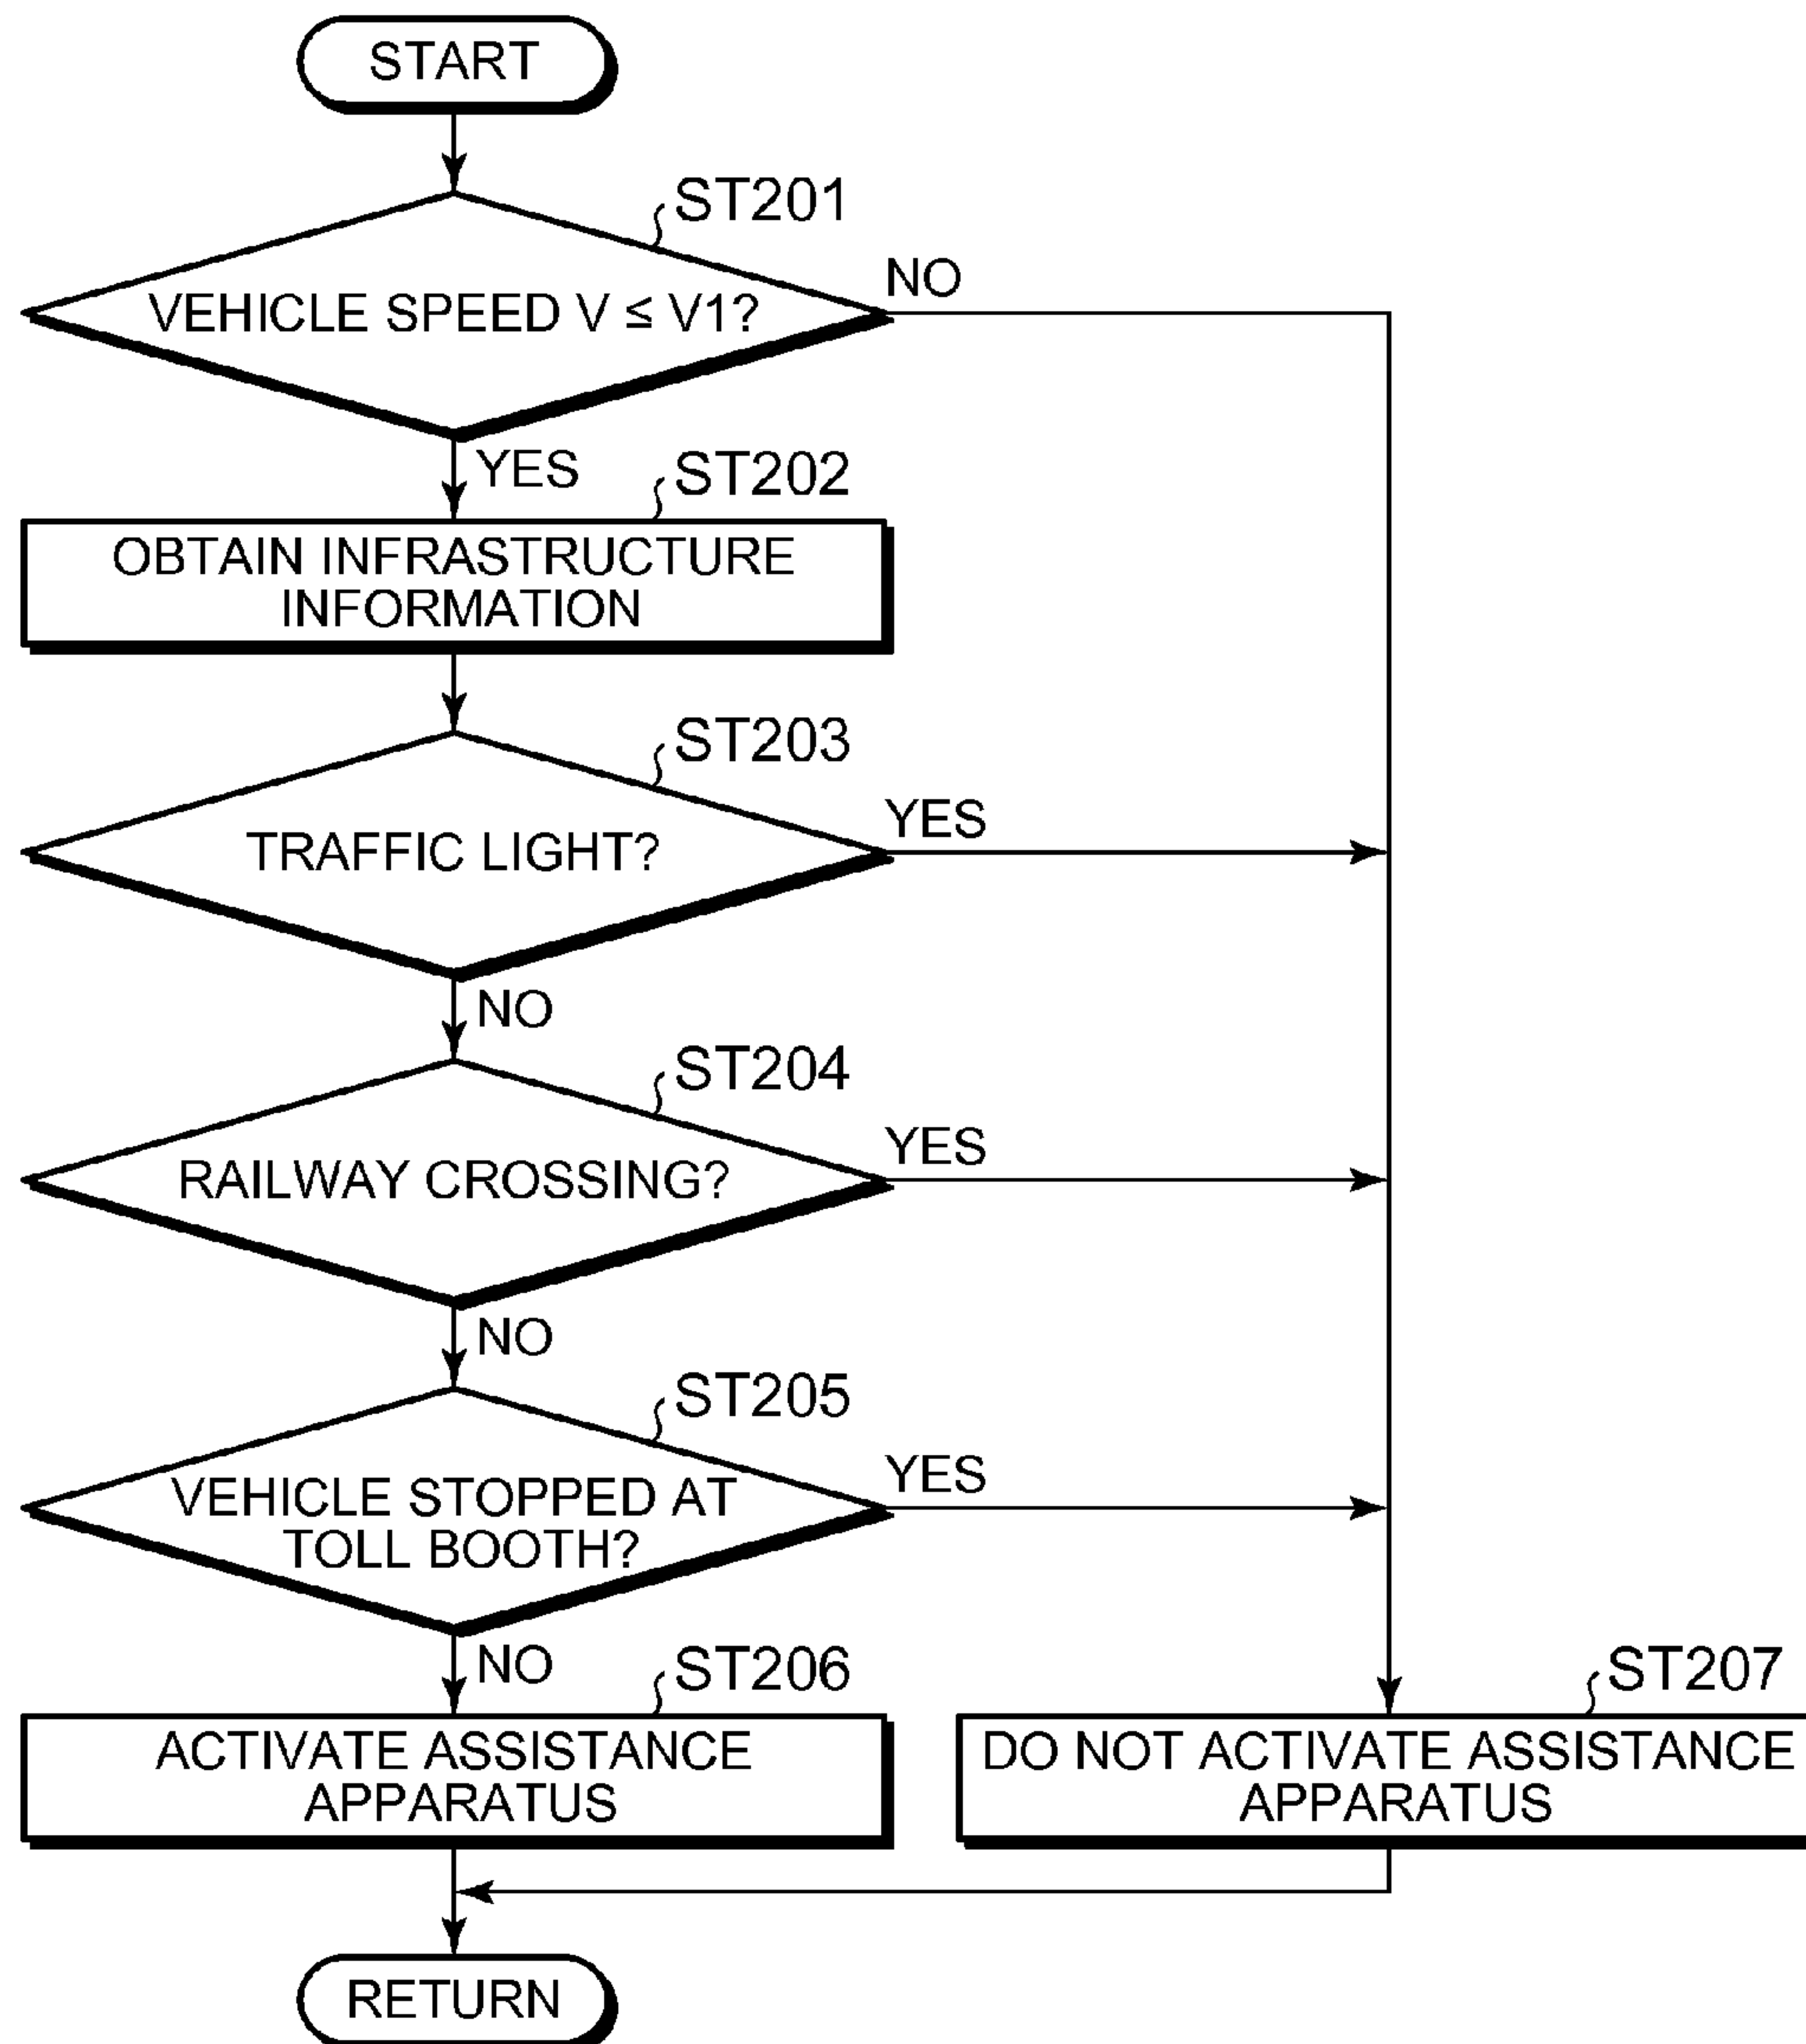 START
ST201
VEHICLE SPEED V ≤ V1?
NO
YES
ST202
OBTAIN INFRASTRUCTURE
INFORMATION
ST203
TRAFFIC LIGHT?
YES
NO
ST204
RAILWAY CROSSING?
YES
NO
ST205
VEHICLE STOPPED AT
TOLL BOOTH?
YES
NO
ST206
ACTIVATE ASSISTANCE
APPARATUS
ST207
DO NOT ACTIVATE ASSISTANCE
APPARATUS
RETURN